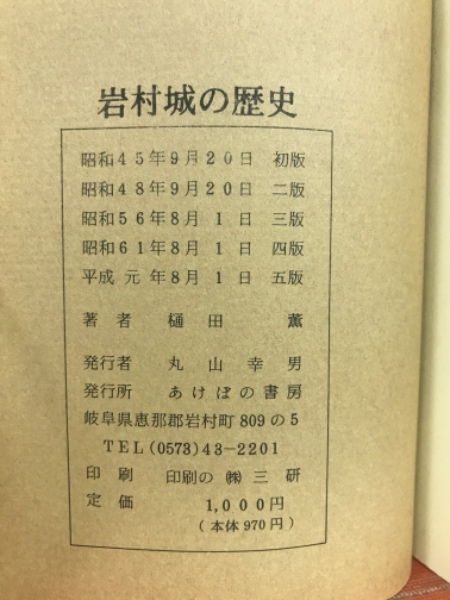 岩村城の歴史
昭和45年9月20日 初版
昭和48年9月20日 二版
昭和56年8月1日 三版
昭和61年8月1日 四版
平成元年8月1日 五版
著者 樋田 薫
発行者 丸山幸男
発行所 あけぼの書房
岐阜県恵那郡岩村町809の5
TEL(0573)43-2201
印刷 印刷の㈱三研
定価 1,000円
(本体970円)